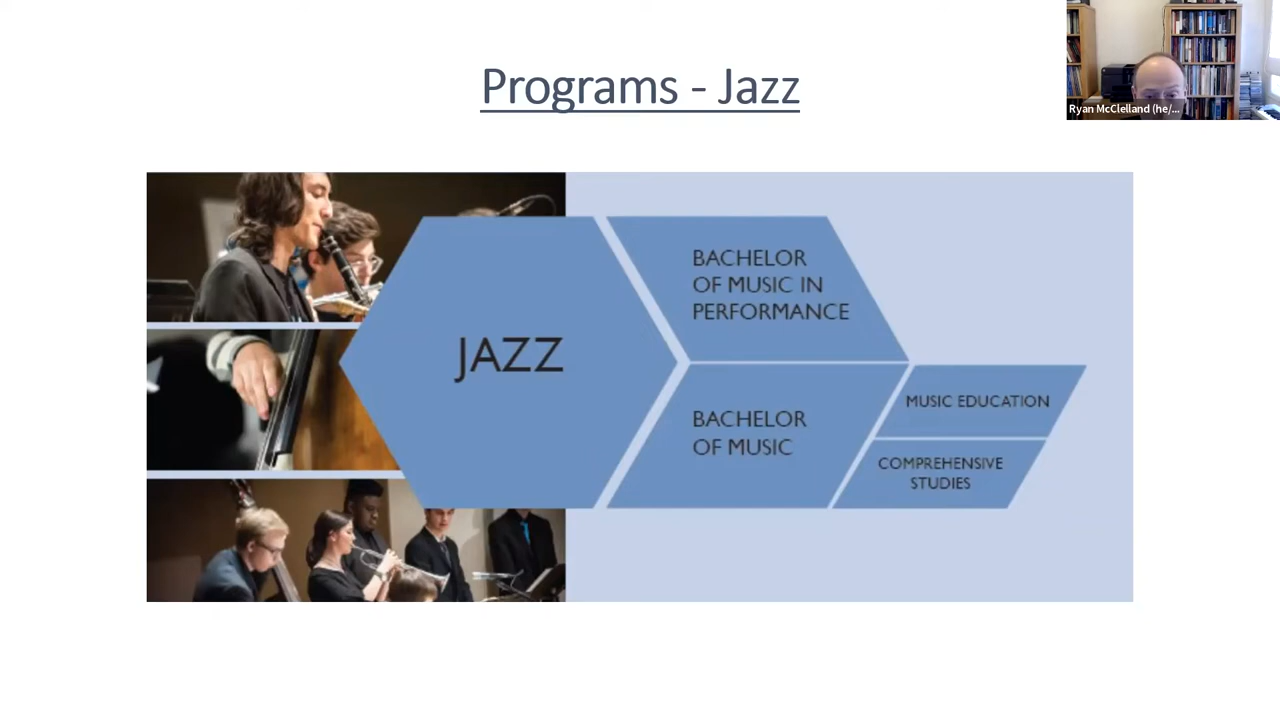 Programs - Jazz
Ryan McClelland (he/...
JAZZ
BACHELOR
OF MUSIC IN
PERFORMANCE
BACHELOR
OF MUSIC
MUSIC EDUCATION
COMPREHENSIVE
STUDIES